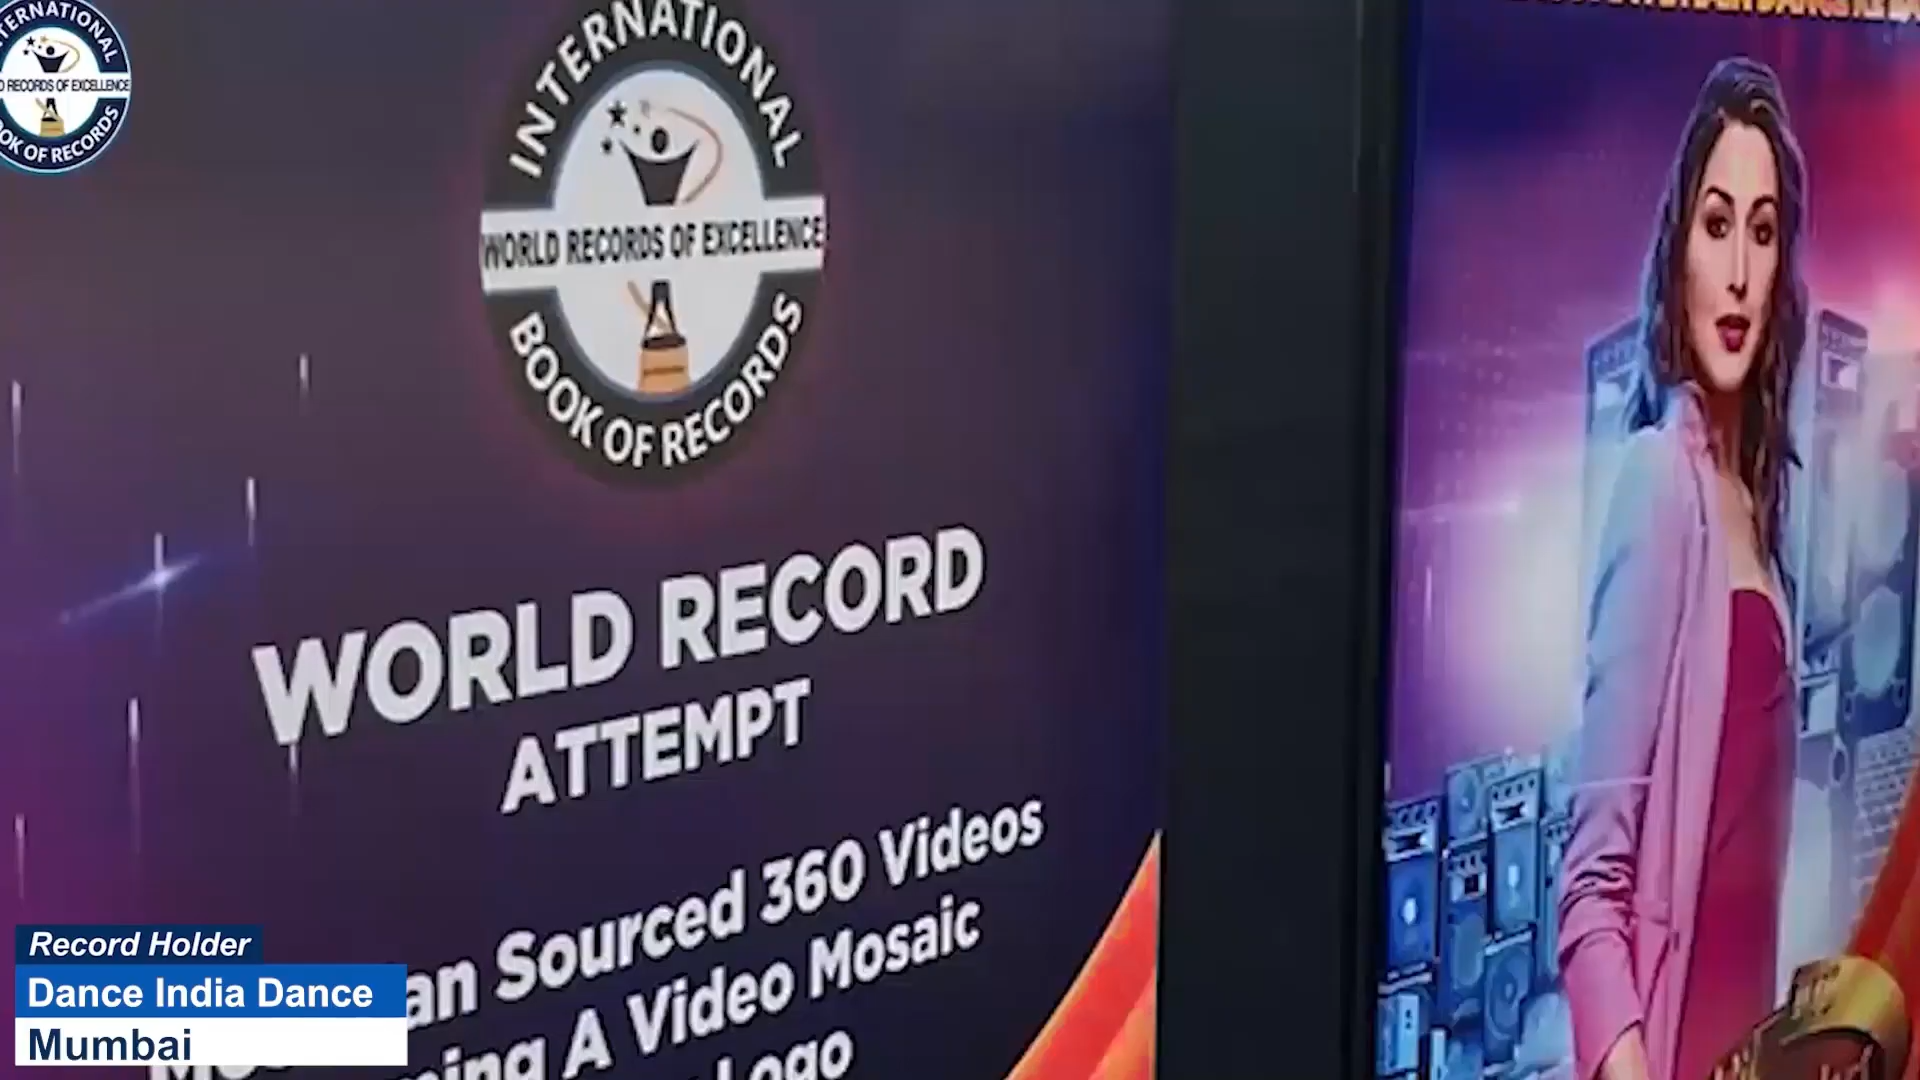 INTERNATIONAL
RECORDS OF EXCELLENCE
BOOK OF RECORDS
INTERNATIONAL
WORLD RECORDS OF EXCELLENCE
BOOK OF RECORDS
WORLD RECORD
ATTEMPT
Sourced 360 Videos
A Video Mosaic
Logo
Record Holder
Dance India Dance
Mumbai